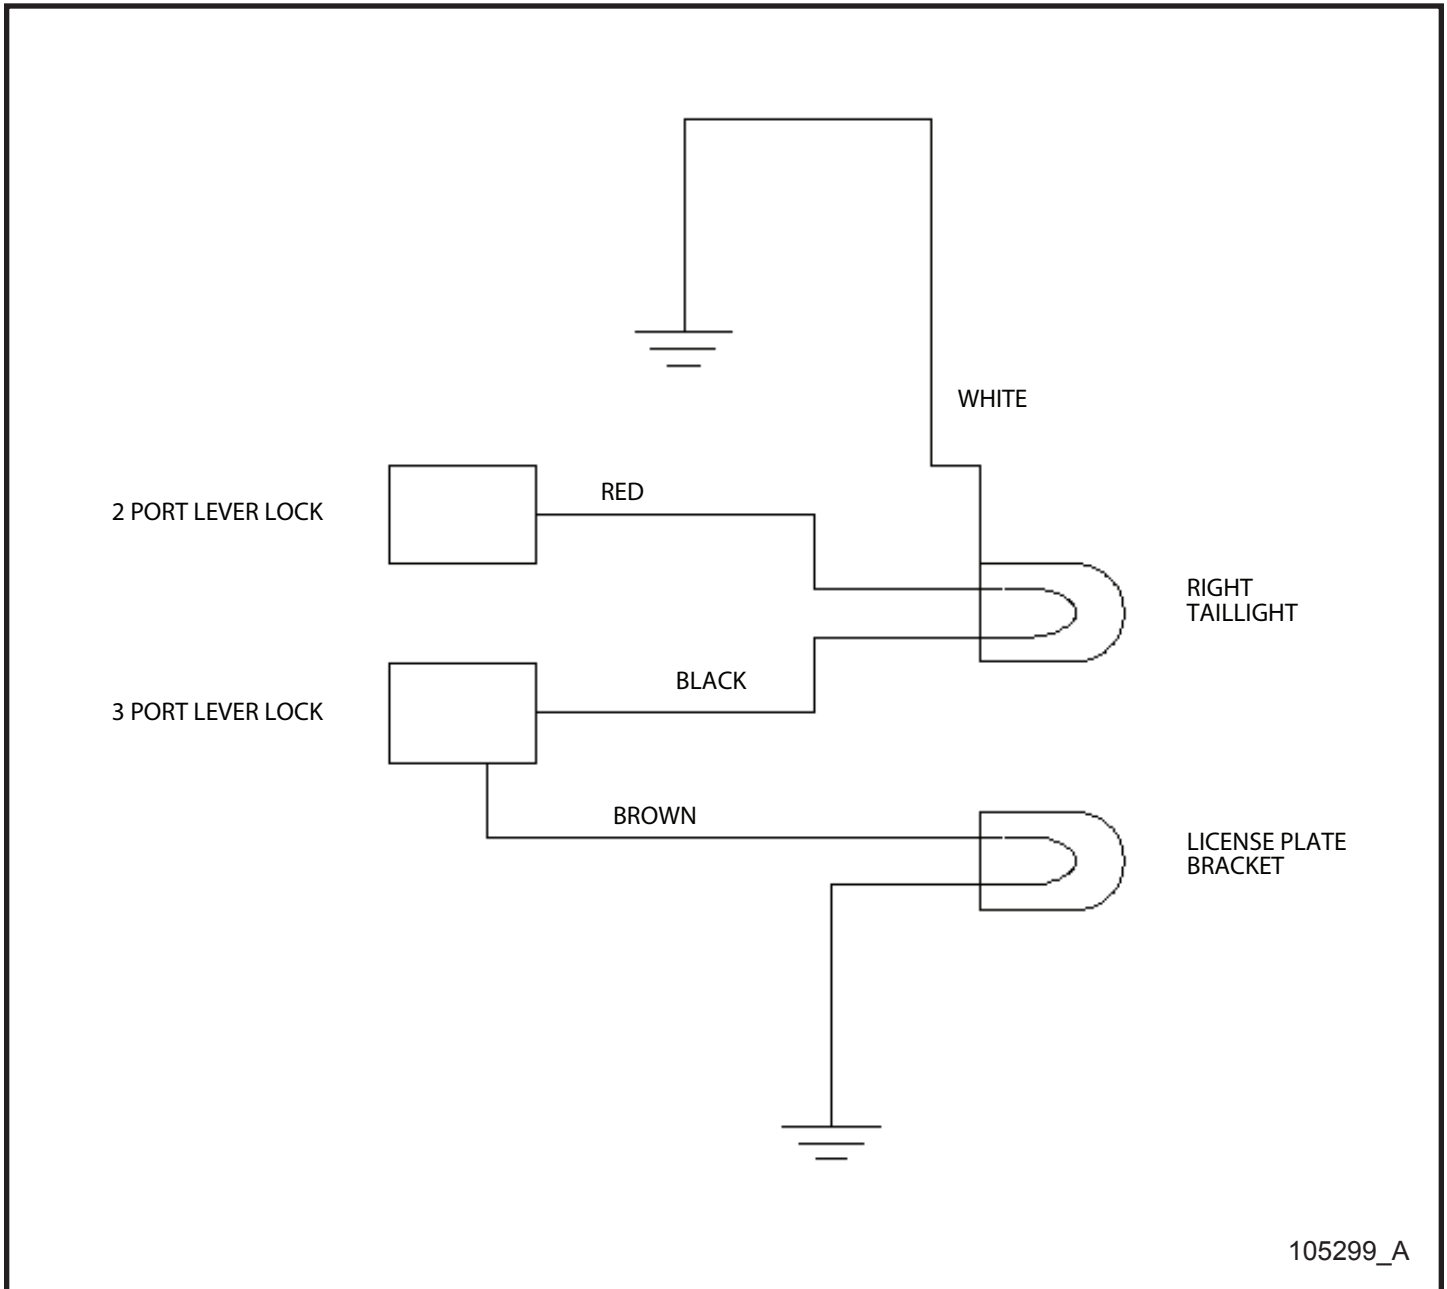 WHITE
RED
2 PORT LEVER LOCK
RIGHT
TAILLIGHT
BLACK
3 PORT LEVER LOCK
BROWN
LICENSE PLATE
BRACKET
105299_A